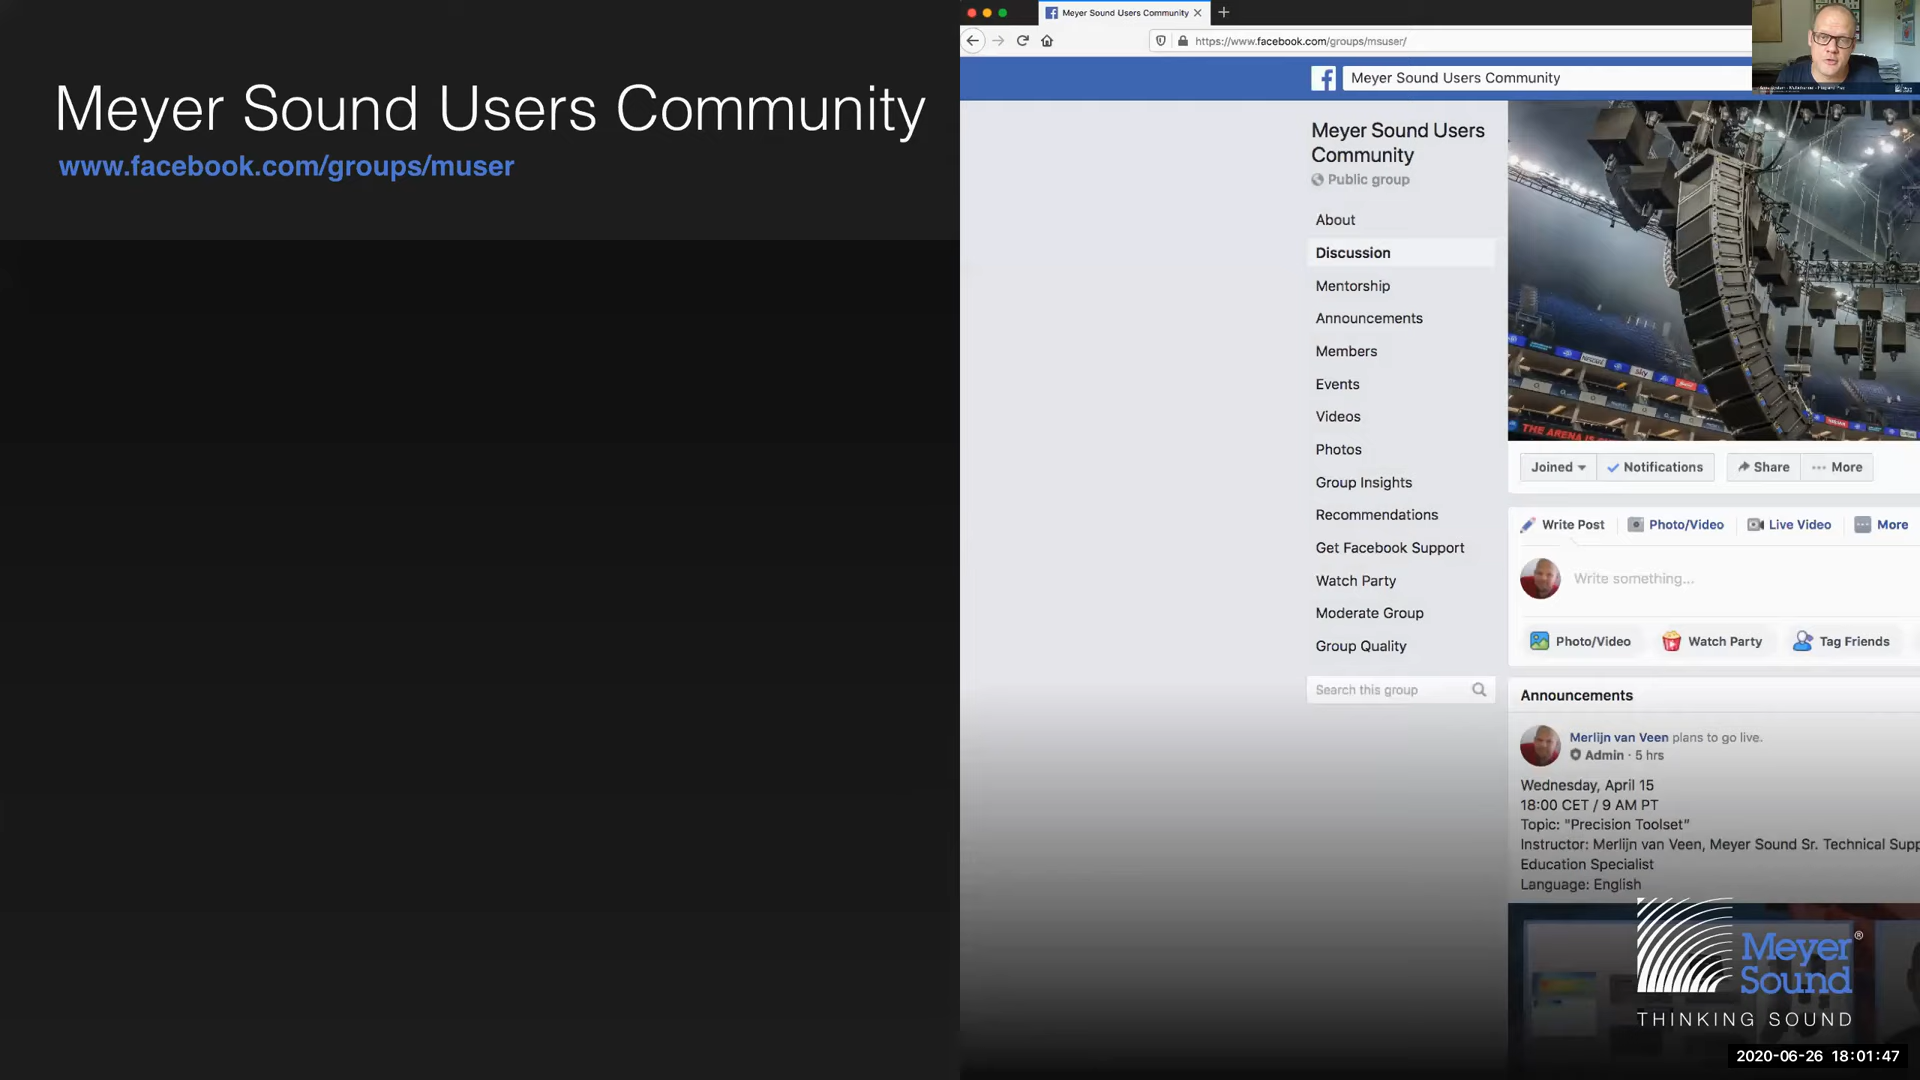 Meyer Sound Users Community
www.facebook.com/groups/muser
Meyer Sound Users Community
https://www.facebook.com/groups/msuser/
Meyer Sound Users Community
Meyer Sound Users
Community
Public group
About
Discussion
Mentorship
Announcements
Members
Events
Videos
Photos
Group Insights
Recommendations
Get Facebook Support
Watch Party
Moderate Group
Group Quality
Search this group
sky
THE ARENA IS
Joined
Notifications
Share
More
Write Post
Photo/Video
Live Video
More
Write something...
Photo/Video
Watch Party
Tag Friends
Announcements
Merlijn van Veen plans to go live.
Admin · 5 hrs
Wednesday, April 15
18:00 CET / 9 AM PT
Topic: "Precision Toolset"
Instructor: Merlijn van Veen, Meyer Sound Sr. Technical Supp
Education Specialist
Language: English
Meyer®
Sound
THINKING SOUND
2020-06-26 18:01:47